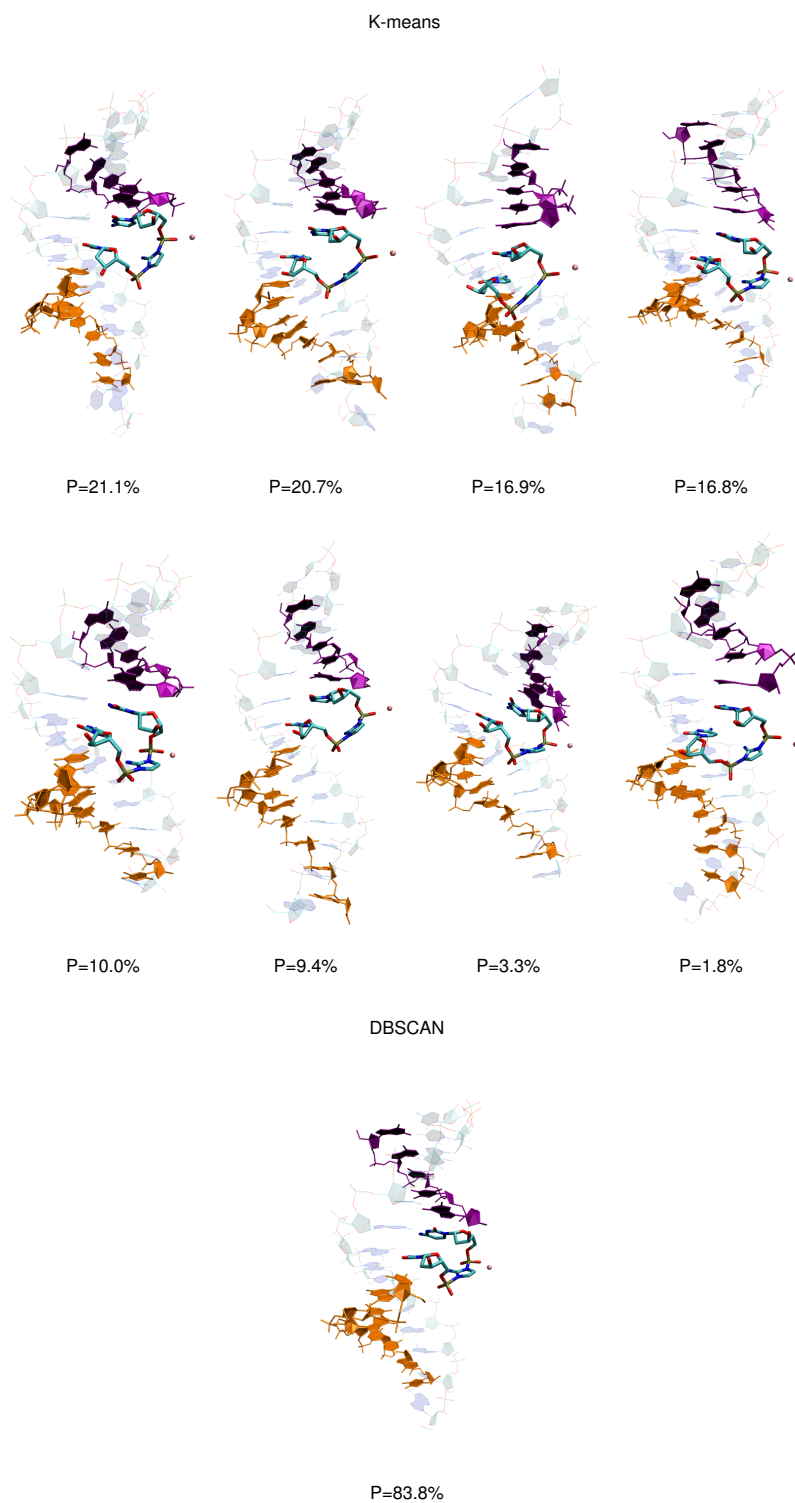 K-means
P=21.1% P=20.7% P=16.9% P=16.8%
P=10.0% P=9.4% P=3.3% P=1.8%
DBSCAN
P=83.8%